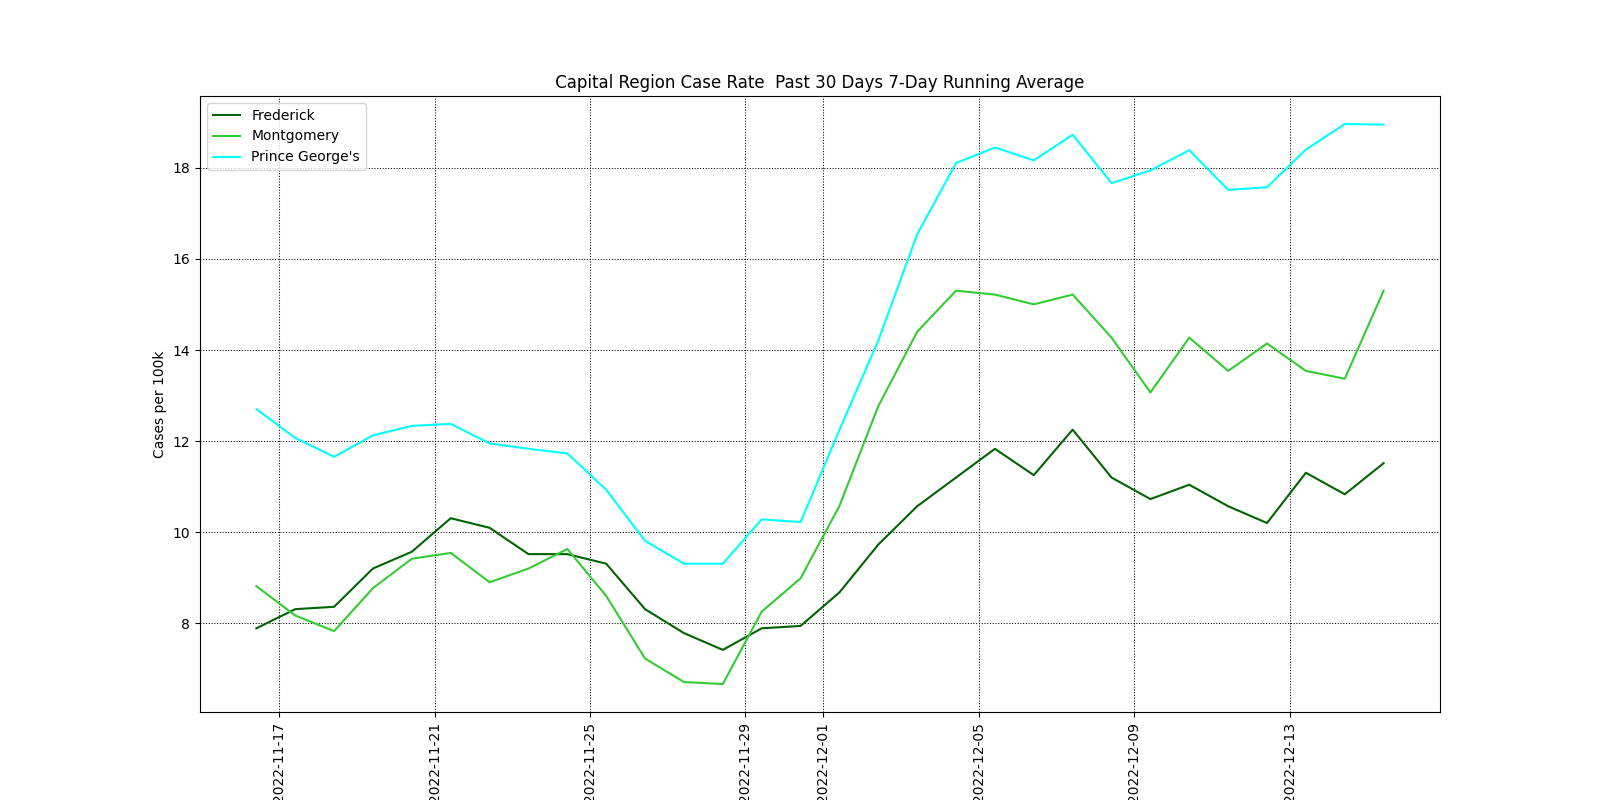 Capital Region Case Rate  Past 30 Days 7-Day Running Average
Frederick
Montgomery
Prince George's
18
16
14
12
10
8
Cases per 100k
2022-11-17
2022-11-21
2022-11-25
2022-11-29
2022-12-01
2022-12-05
2022-12-09
2022-12-13